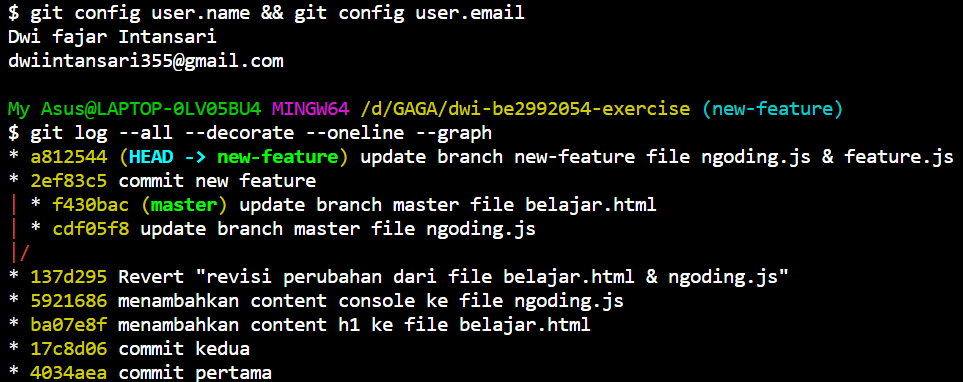 $ git config user.name && git config user.email
Dwi fajar Intansari
dwiintansari355@gmail.com
My Asus@LAPTOP-0LV05BU4 MINGW64 /d/GAGA/dwi-be2992054-exercise (new-feature)
$ git log --all --decorate --oneline --graph
* a812544 (HEAD -> new-feature) update branch new-feature file ngoding.js & feature.js
* 2ef83c5 commit new feature
| * f430bac (master) update branch master file belajar.html
| * cdf05f8 update branch master file ngoding.js
|/
* 137d295 Revert "revisi perubahan dari file belajar.html & ngoding.js"
* 5921686 menambahkan content console ke file ngoding.js
* ba07e8f menambahkan content h1 ke file belajar.html
* 17c8d06 commit kedua
* 4034aea commit pertama